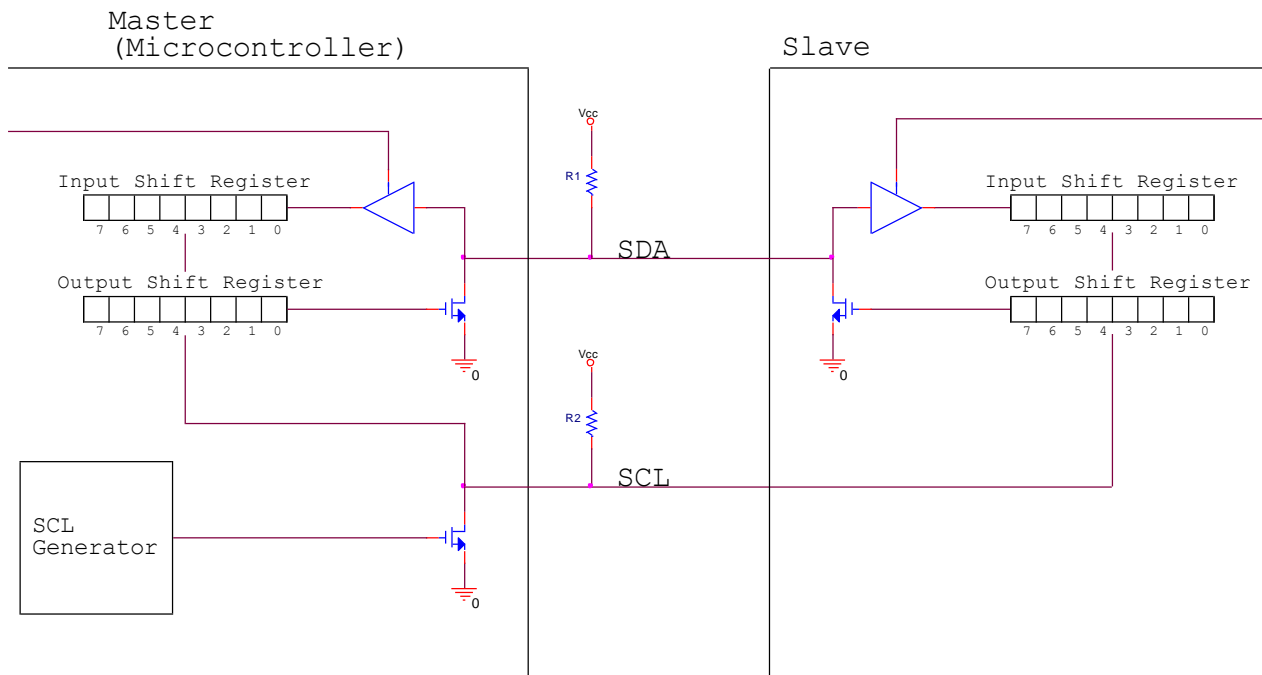 Master
(Microcontroller)
Slave
Vcc
R1
Input Shift Register
7 6 5 4 3 2 1 0
Input Shift Register
7 6 5 4 3 2 1 0
SDA
Output Shift Register
7 6 5 4 3 2 1 0
Output Shift Register
7 6 5 4 3 2 1 0
0
0
Vcc
R2
SCL
SCL
Generator
0